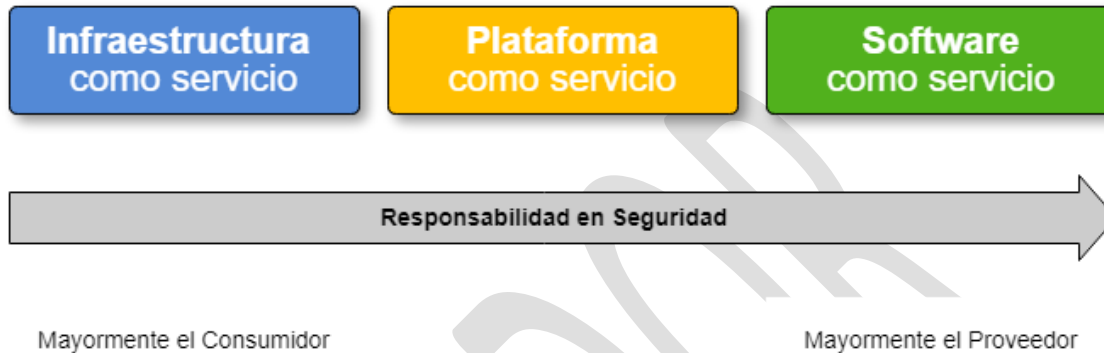 Infraestructura
como servicio
Plataforma
como servicio
Software
como servicio
Responsabilidad en Seguridad
Mayormente el Consumidor
Mayormente el Proveedor